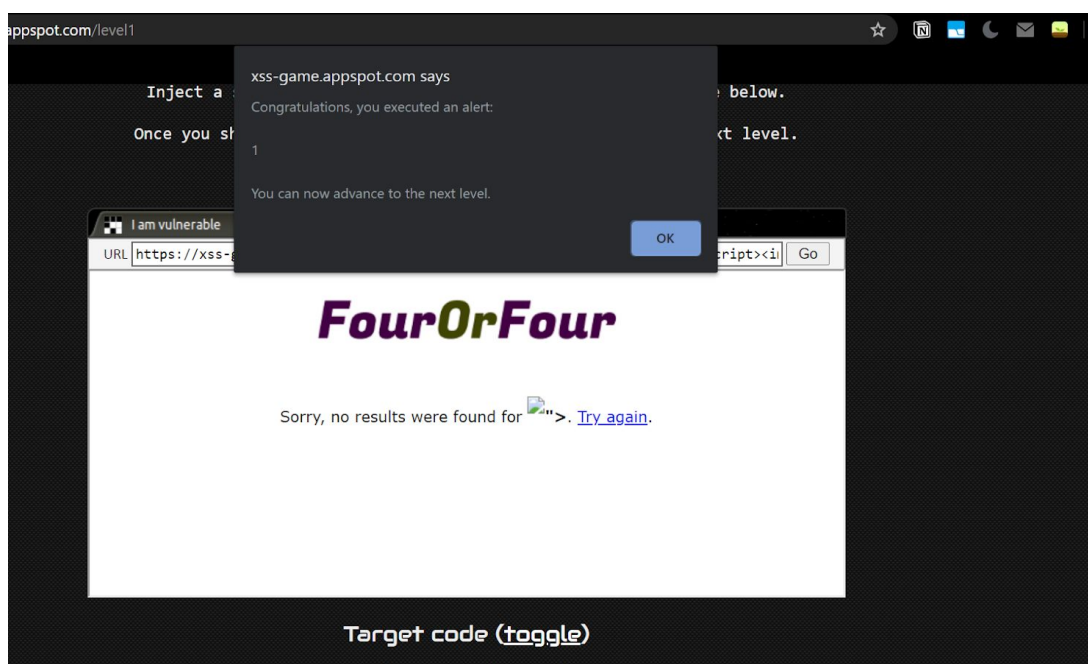 appspot.com/level1
xss-game.appspot.com says
Inject a
below.
Congratulations, you executed an alert:
Once you
level.
1
You can now advance to the next level.
OK
I am vulnerable
URL https://xss- ript><i Go
FourOrFour
Sorry, no results were found for ">. Try again.
Target code (toggle)